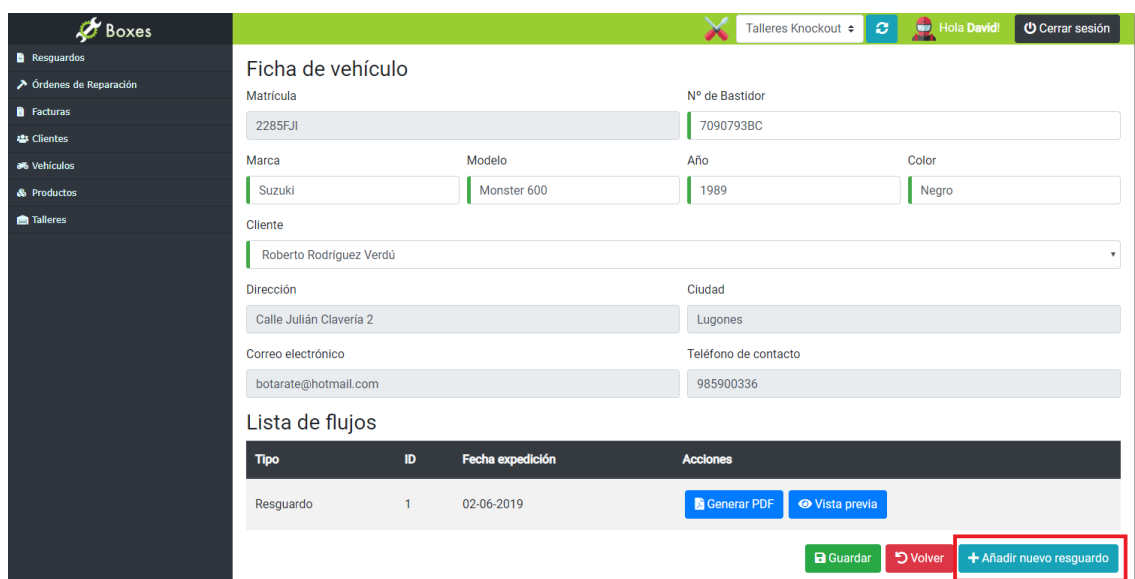 Boxes
Talleres Knockout
Hola David!
Cerrar sesión
Resguardos
Órdenes de Reparación
Facturas
Clientes
Vehículos
Productos
Talleres
Ficha de vehículo
Matrícula
Nº de Bastidor
2285FJI
7090793BC
Marca
Modelo
Año
Color
Suzuki
Monster 600
1989
Negro
Cliente
Roberto Rodríguez Verdú
Dirección
Ciudad
Calle Julián Clavería 2
Lugones
Correo electrónico
Teléfono de contacto
botarate@hotmail.com
985900336
Lista de flujos
Tipo ID Fecha expedición Acciones
Resguardo 1 02-06-2019 Generar PDF Vista previa
Guardar Volver + Añadir nuevo resguardo